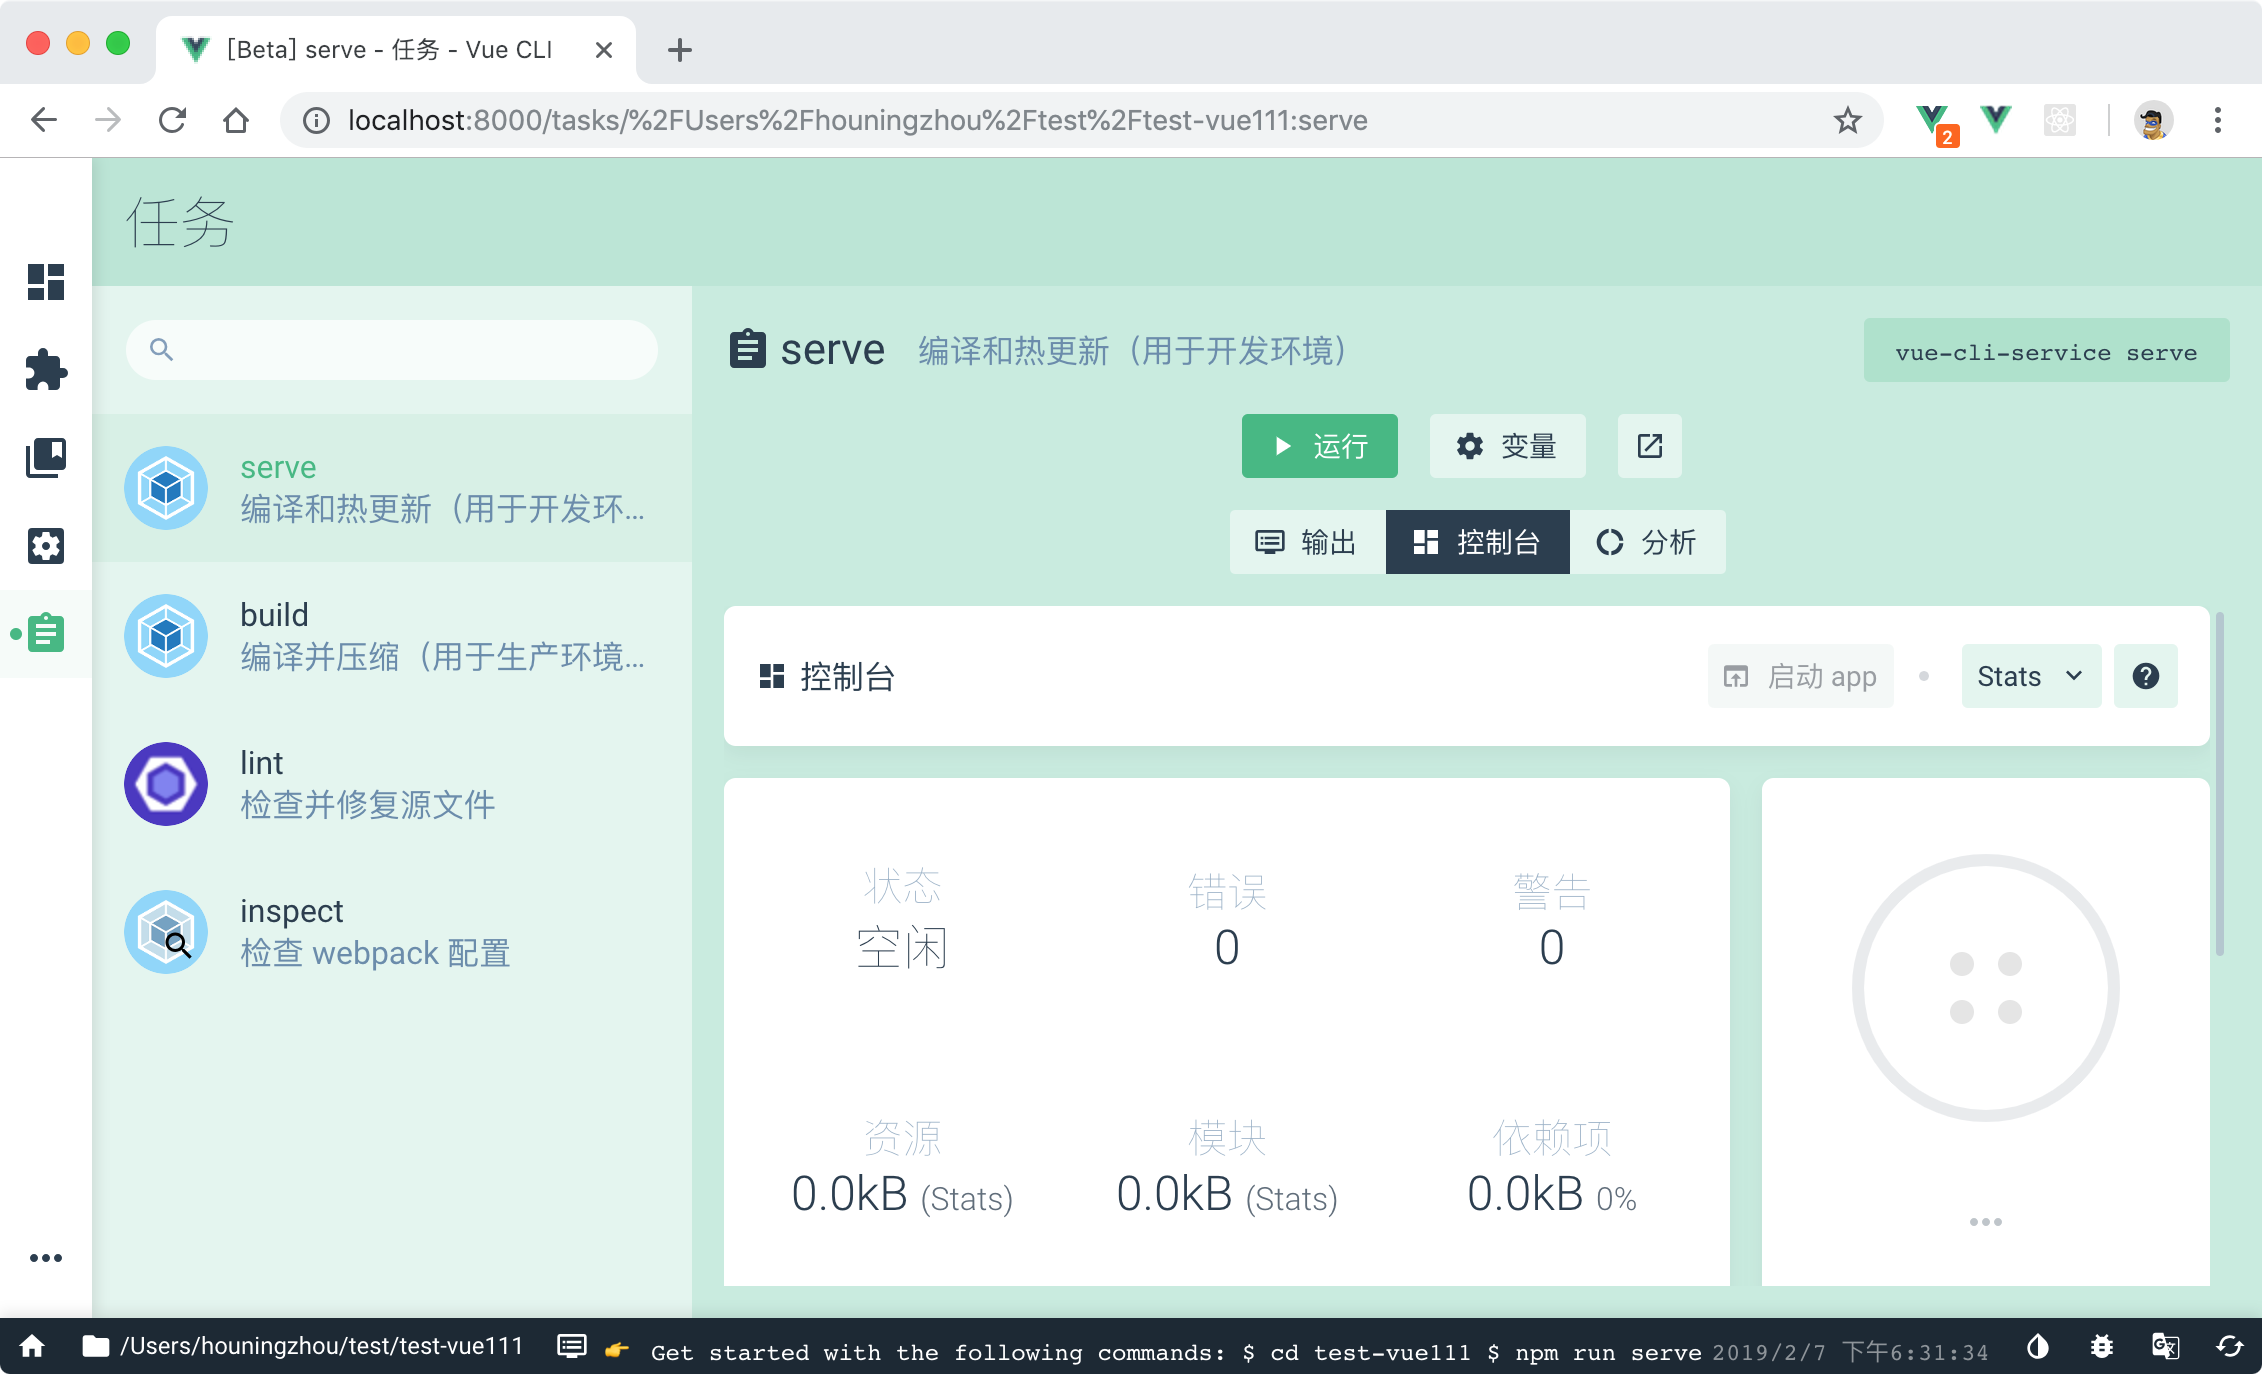 [Beta] serve - 任务 - Vue CLI
localhost:8000/tasks/%2FUsers%2Fhouningzhou%2Ftest%2Ftest-vue111:serve
2
任务
serve
编译和热更新（用于开发环...
build
编译并压缩（用于生产环境...
lint
检查并修复源文件
inspect
检查 webpack 配置
serve 编译和热更新（用于开发环境）
vue-cli-service serve
运行 变量
输出 控制台 分析
控制台
启动 app
Stats
状态 错误 警告
空闲 0 0
资源 模块 依赖项
0.0kB (Stats) 0.0kB (Stats) 0.0kB 0%
/Users/houningzhou/test/test-vue111
Get started with the following commands: $ cd test-vue111 $ npm run serve 2019/2/7 下午6:31:34